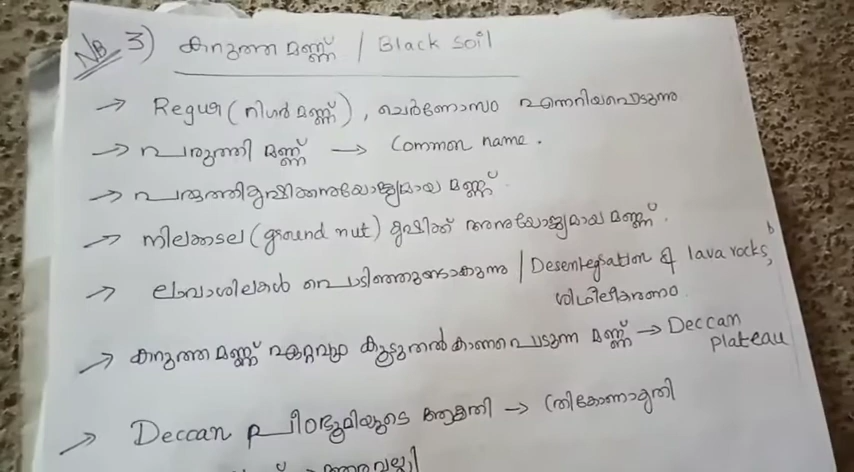 NB 3) കറുത്ത മണ്ണ് / Black soil
→ Regur (റിഗർ മണ്ണ്), ചെർണോസം എന്നറിയപ്പെടുന്നു
→ പരുത്തി മണ്ണ് → Common name.
→ പരുത്തികൃഷിക്കനുയോജ്യമായ മണ്ണ്.
→ നിലക്കടല (ground nut) കൃഷിക്ക് അനുയോജ്യമായ മണ്ണ്.
→ ലാവാശിലകൾ പൊടിഞ്ഞുണ്ടാകുന്നു / Desentegration of lava rocks,
ശിഥിലീകരണം.
→ കറുത്ത മണ്ണ് ഏറ്റവും കൂടുതൽ കാണപ്പെടുന്ന മണ്ണ് → Deccan
plateau
→ Deccan പീഠഭൂമിയുടെ ആകൃതി → ത്രികോണാകൃതി